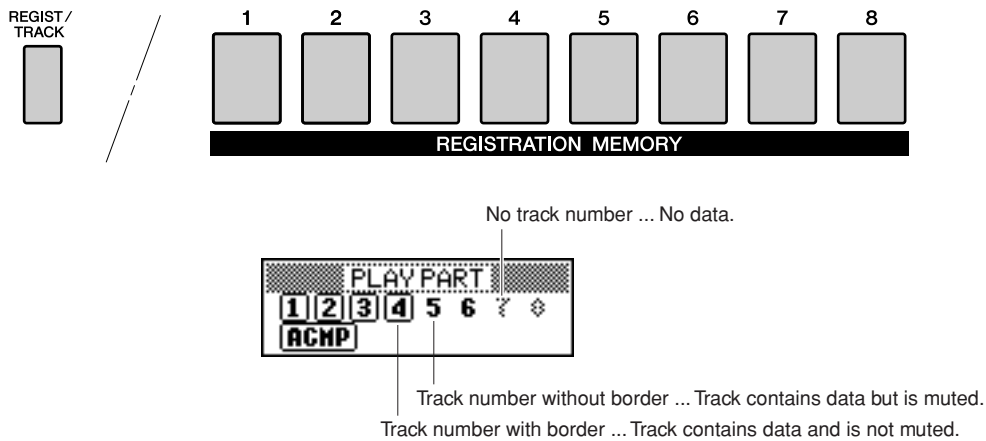 REGIST /
TRACK
1 2 3 4 5 6 7 8
REGISTRATION MEMORY
No track number ... No data.
PLAY PART
1 2 3 4 5 6 7 8
ACMP
Track number without border ... Track contains data but is muted.
Track number with border ... Track contains data and is not muted.